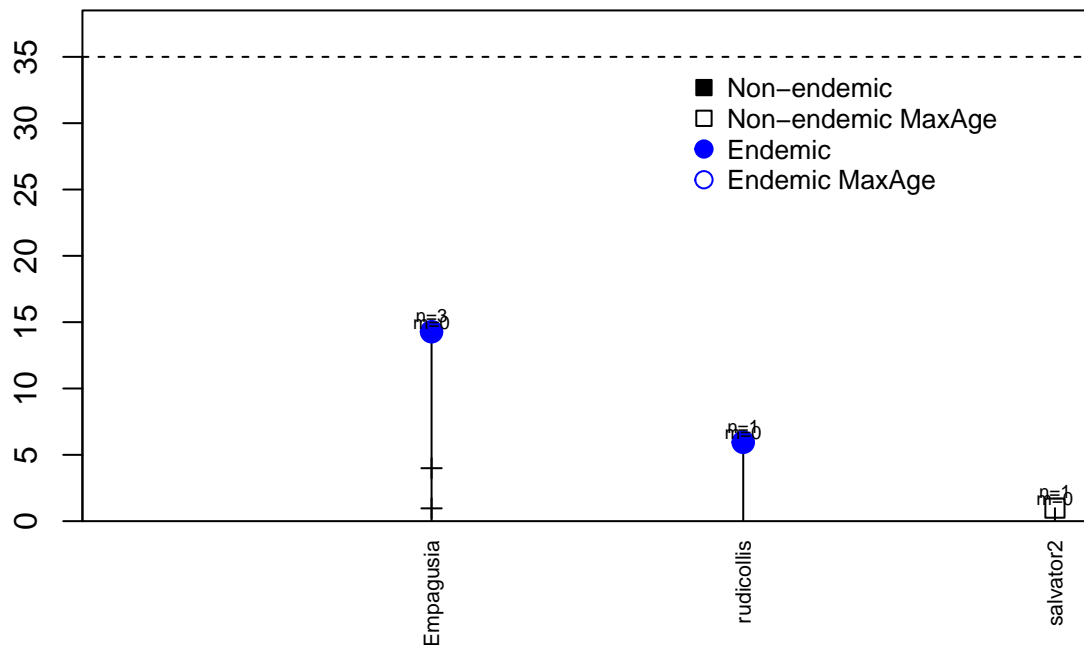 35
30
25
20
15
10
5
0
Non−endemic
Non−endemic MaxAge
Endemic
Endemic MaxAge
n=3
m=0
n=1
m=0
n=1
m=0
Empagusia
rudicollis
salvator2